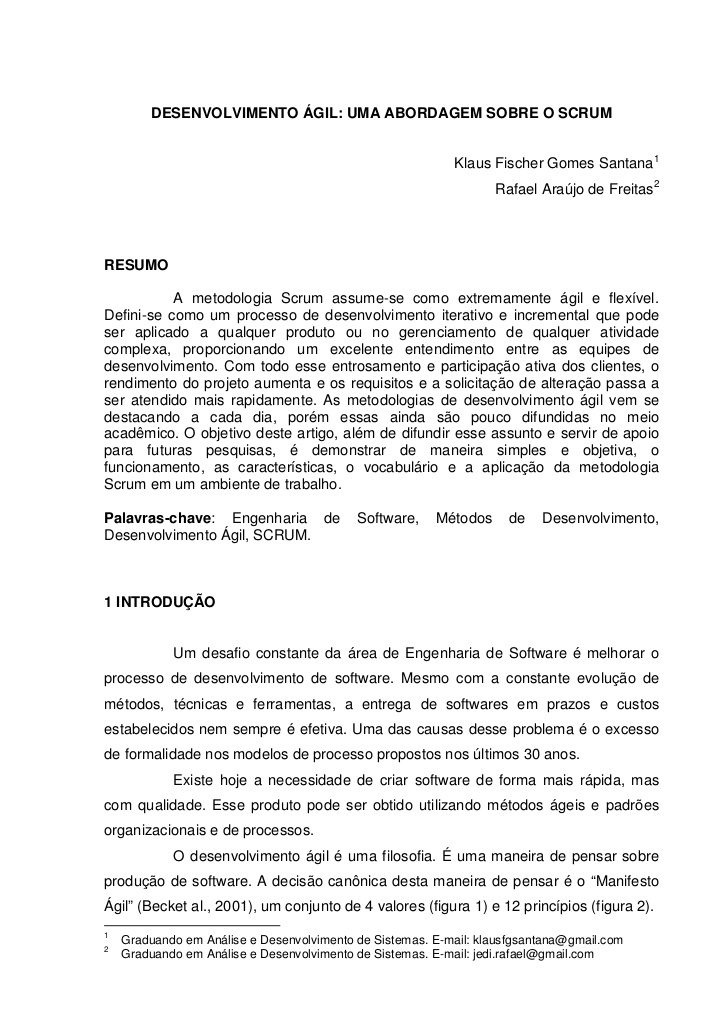 DESENVOLVIMENTO ÁGIL: UMA ABORDAGEM SOBRE O SCRUM
Klaus Fischer Gomes Santana1
Rafael Araújo de Freitas2
RESUMO
A metodologia Scrum assume-se como extremamente ágil e flexível.
Defini-se como um processo de desenvolvimento iterativo e incremental que pode
ser aplicado a qualquer produto ou no gerenciamento de qualquer atividade
complexa, proporcionando um excelente entendimento entre as equipes de
desenvolvimento. Com todo esse entrosamento e participação ativa dos clientes, o
rendimento do projeto aumenta e os requisitos e a solicitação de alteração passa a
ser atendido mais rapidamente. As metodologias de desenvolvimento ágil vem se
destacando a cada dia, porém essas ainda são pouco difundidas no meio
acadêmico. O objetivo deste artigo, além de difundir esse assunto e servir de apoio
para futuras pesquisas, é demonstrar de maneira simples e objetiva, o
funcionamento, as características, o vocabulário e a aplicação da metodologia
Scrum em um ambiente de trabalho.
Palavras-chave: Engenharia de Software, Métodos de Desenvolvimento,
Desenvolvimento Ágil, SCRUM.
1 INTRODUÇÃO
Um desafio constante da área de Engenharia de Software é melhorar o
processo de desenvolvimento de software. Mesmo com a constante evolução de
métodos, técnicas e ferramentas, a entrega de softwares em prazos e custos
estabelecidos nem sempre é efetiva. Uma das causas desse problema é o excesso
de formalidade nos modelos de processo propostos nos últimos 30 anos.
Existe hoje a necessidade de criar software de forma mais rápida, mas
com qualidade. Esse produto pode ser obtido utilizando métodos ágeis e padrões
organizacionais e de processos.
O desenvolvimento ágil é uma filosofia. É uma maneira de pensar sobre
produção de software. A decisão canônica desta maneira de pensar é o “Manifesto
Ágil” (Becket al., 2001), um conjunto de 4 valores (figura 1) e 12 princípios (figura 2).
1 Graduando em Análise e Desenvolvimento de Sistemas. E-mail: klausfgsantana@gmail.com
2 Graduando em Análise e Desenvolvimento de Sistemas. E-mail: jedi.rafael@gmail.com